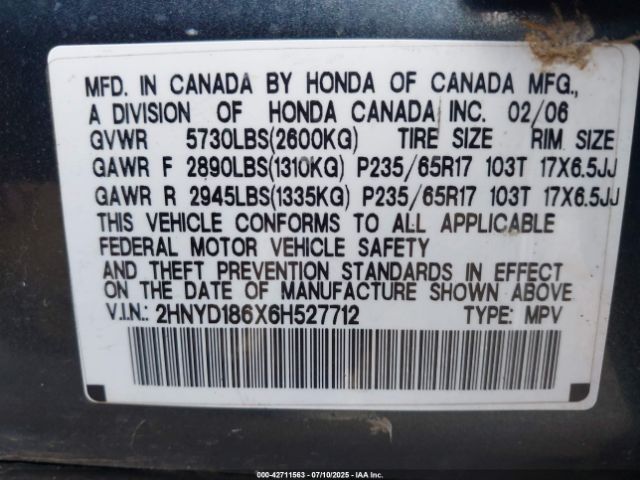 MFD. IN CANADA BY HONDA OF CANADA MFG.,
A DIVISION OF HONDA CANADA INC. 02/06
GVWR 5730LBS(2600KG) TIRE SIZE RIM SIZE
GAWR F 2890LBS(1310KG) P235/65R17 103T 17X6.5JJ
GAWR R 2945LBS(1335KG) P235/65R17 103T 17X6.5JJ
THIS VEHICLE CONFORMS TO ALL APPLICABLE
FEDERAL MOTOR VEHICLE SAFETY
AND THEFT PREVENTION STANDARDS IN EFFECT
ON THE DATE OF MANUFACTURE SHOWN ABOVE
V.I.N.: 2HNYD186X6H527712 TYPE: MPV
000-42711563 - 07/10/2025 - IAA Inc.